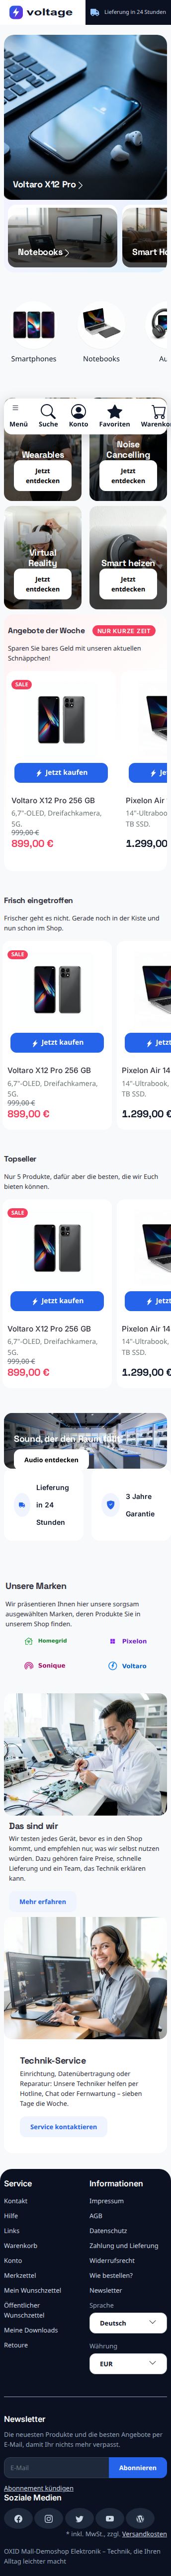 voltage
Lieferung in 24 Stunden
Voltaro X12 Pro
Notebooks
Smart Ho
Smartphones
Notebooks
Au
Menü
Suche
Konto
Favoriten
Warenkor
Wearables
Jetzt
entdecken
Noise
Cancelling
Jetzt
entdecken
Virtual
Reality
Jetzt
entdecken
Smart heizen
Jetzt
entdecken
Angebote der Woche
NUR KURZE ZEIT
Sparen Sie bares Geld mit unseren aktuellen
Schnäppchen!
SALE
Jetzt kaufen
Voltaro X12 Pro 256 GB
6,7"-OLED, Dreifachkamera,
5G.
999,00 €
899,00 €
Je
Pixelon Air
14"-Ultraboo
TB SSD.
1.299,00
Frisch eingetroffen
Frischer geht es nicht. Gerade noch in der Kiste und
nun schon im Shop.
SALE
Jetzt kaufen
Voltaro X12 Pro 256 GB
6,7"-OLED, Dreifachkamera,
5G.
999,00 €
899,00 €
Jetzt
Pixelon Air 14
14"-Ultrabook,
TB SSD.
1.299,00 €
Topseller
Nur 5 Produkte, dafür aber die besten, die wir Euch
bieten können.
SALE
Jetzt kaufen
Voltaro X12 Pro 256 GB
6,7"-OLED, Dreifachkamera,
5G.
999,00 €
899,00 €
Jetzt
Pixelon Air 14
14"-Ultrabook,
TB SSD.
1.299,00 €
Sound, der den Raum füllt
Audio entdecken
Lieferung
in 24
Stunden
3 Jahre
Garantie
Unsere Marken
Wir präsentieren Ihnen hier unsere sorgsam
ausgewählten Marken, deren Produkte Sie in
unserem Shop finden.
Homegrid
Pixelon
Sonique
Voltaro
Das sind wir
Wir testen jedes Gerät, bevor es in den Shop
kommt, und empfehlen nur, was wir selbst nutzen
würden. Dazu gehören faire Preise, schnelle
Lieferung und ein Team, das Technik erklären
kann.
Mehr erfahren
Technik-Service
Einrichtung, Datenübertragung oder
Reparatur: Unsere Techniker helfen per
Hotline, Chat oder Fernwartung – sieben
Tage die Woche.
Service kontaktieren
Service
Kontakt
Hilfe
Links
Warenkorb
Konto
Merkzettel
Mein Wunschzettel
Öffentlicher
Wunschzettel
Meine Downloads
Retoure
Informationen
Impressum
AGB
Datenschutz
Zahlung und Lieferung
Widerrufsrecht
Wie bestellen?
Newsletter
Sprache
Deutsch
Währung
EUR
Newsletter
Die neuesten Produkte und die besten Angebote per
E-Mail, damit Ihr nichts mehr verpasst.
E-Mail
Abonnieren
Abonnement kündigen
Soziale Medien
* inkl. MwSt., zzgl. Versandkosten
OXID Mall-Demoshop Elektronik – Technik, die Ihren
Alltag leichter macht